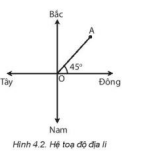 Bắc
A
45°
Tây
O
Đông
Nam
Hình 4.2. Hệ toạ độ địa lí